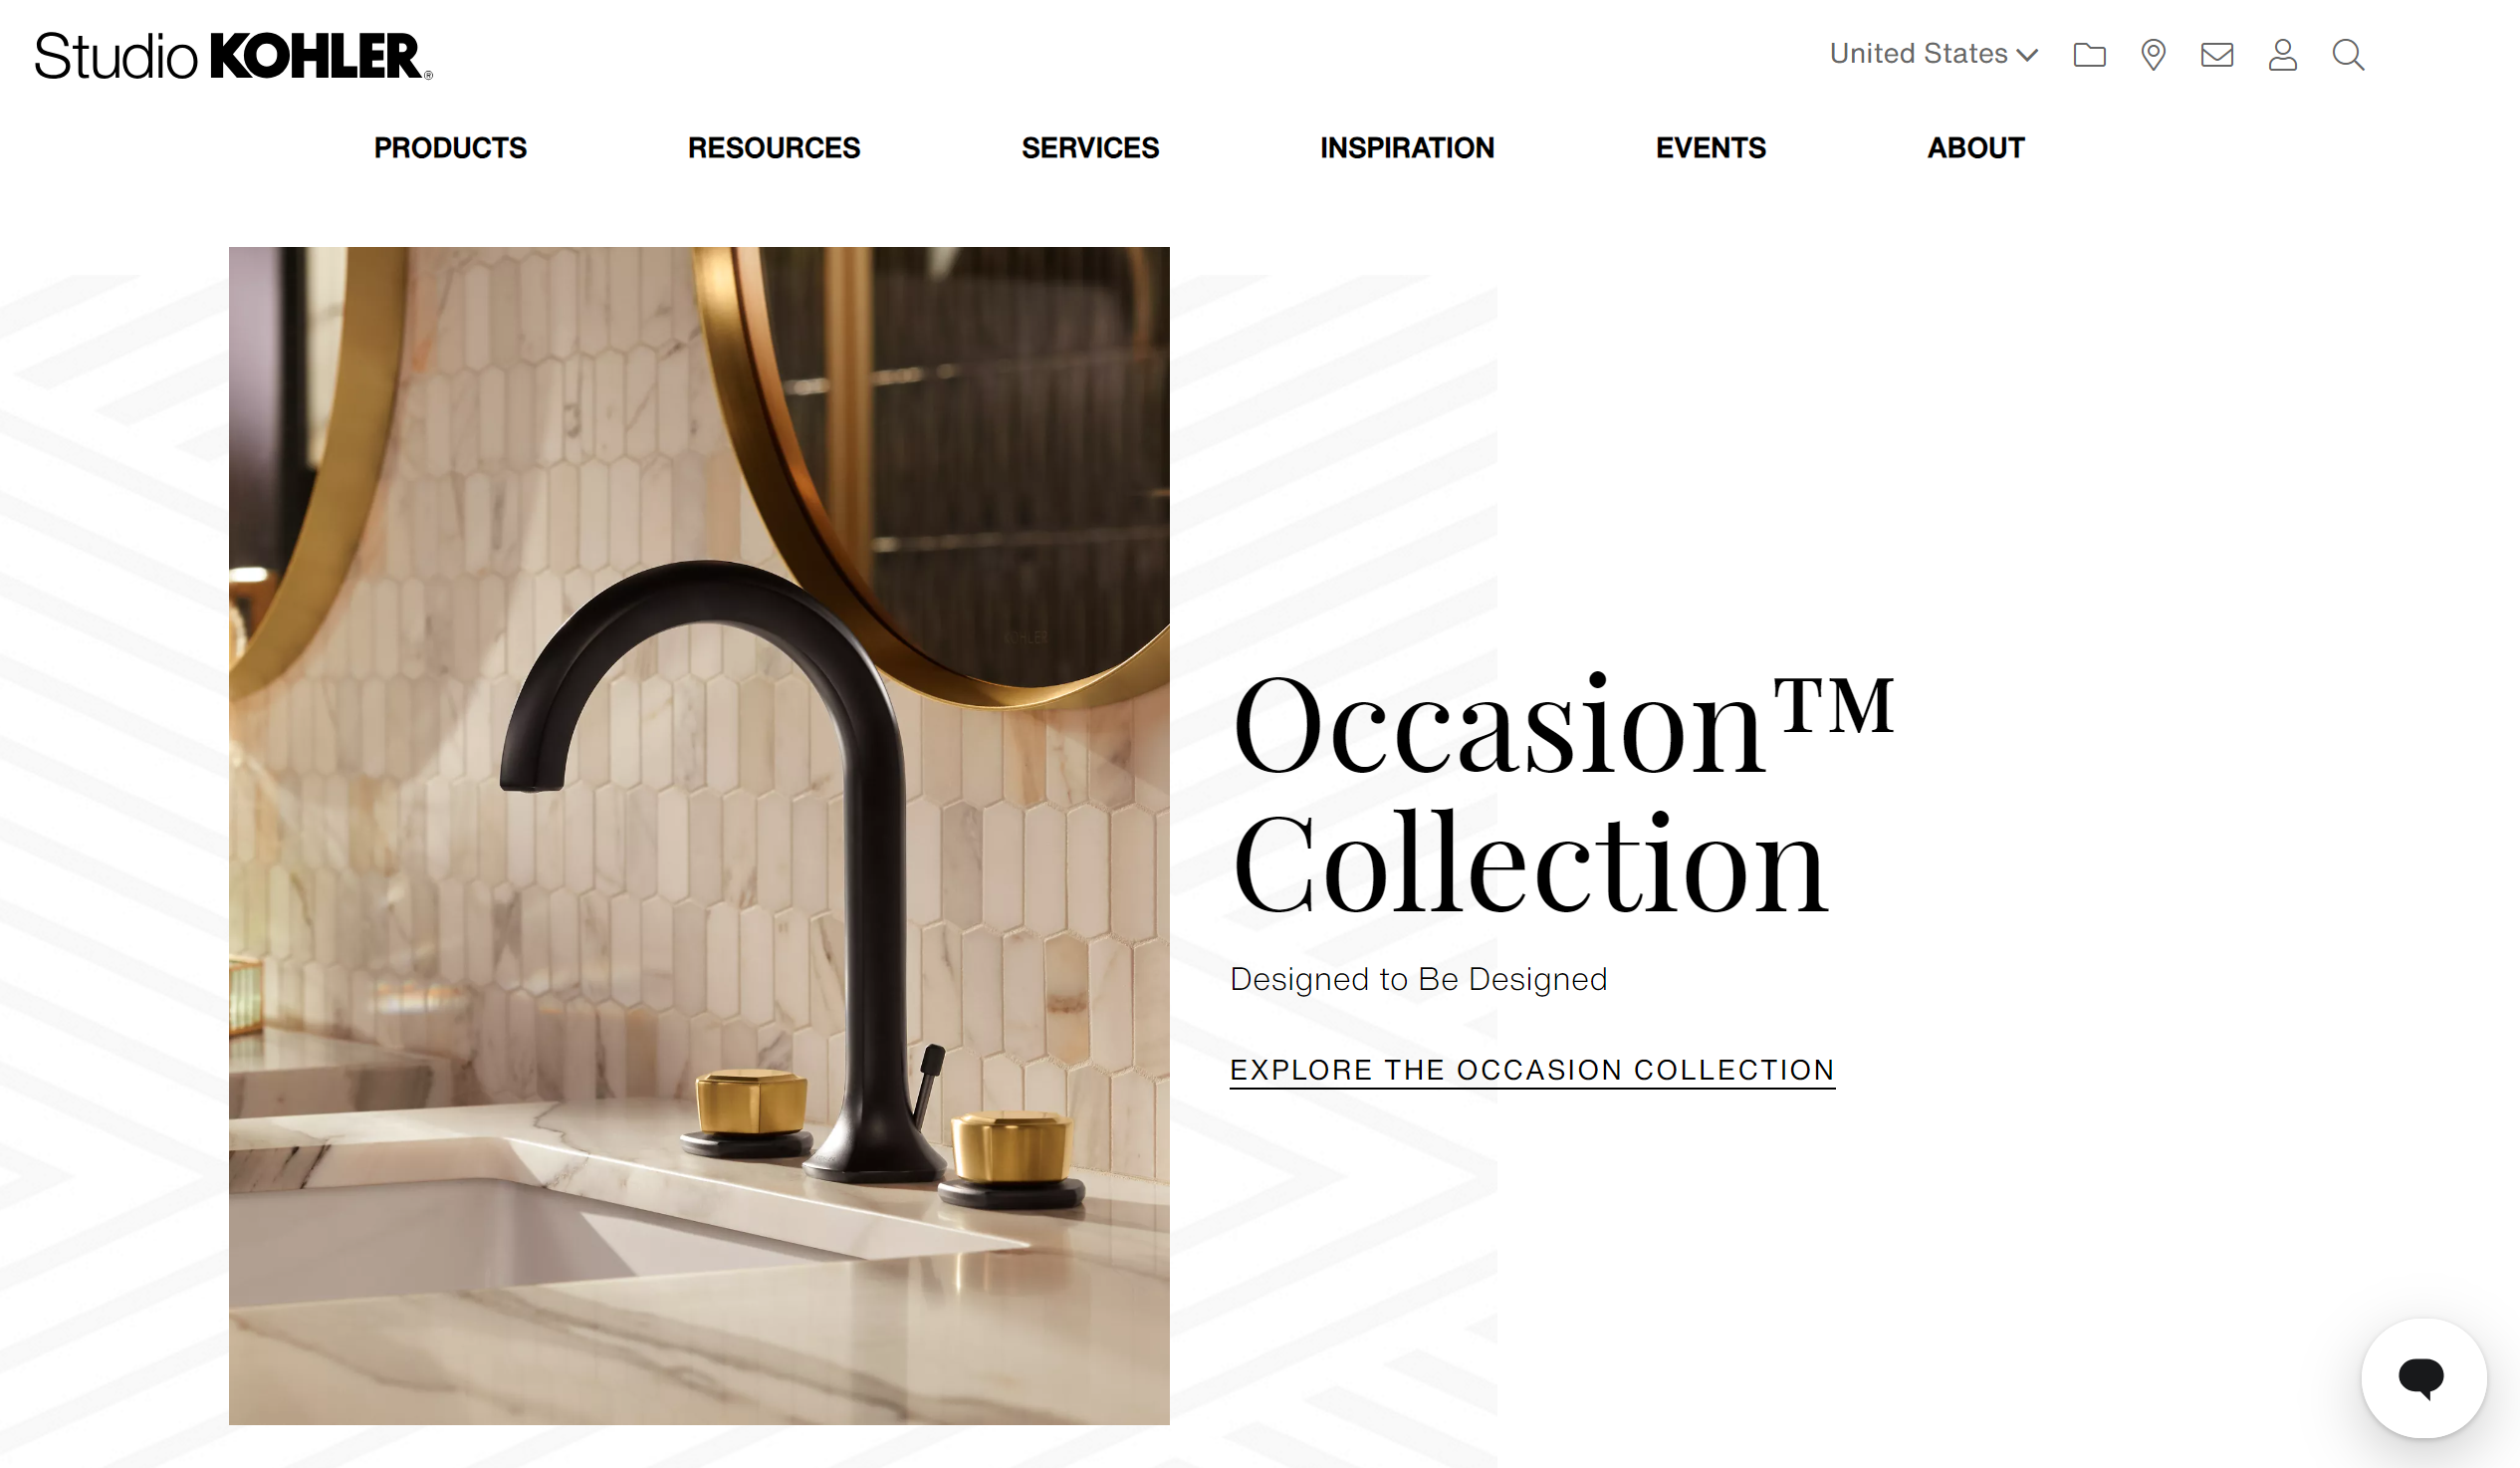 Studio KOHLER®
United States
PRODUCTS
RESOURCES
SERVICES
INSPIRATION
EVENTS
ABOUT
KOHLER
Occasion™
Collection
Designed to Be Designed
EXPLORE THE OCCASION COLLECTION